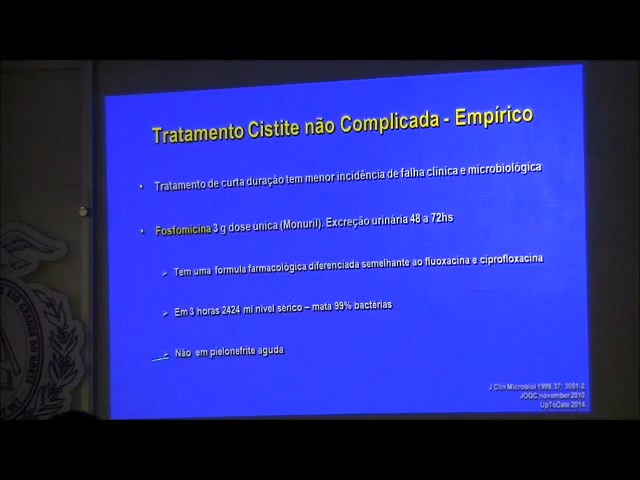 Tratamento Cistite não Complicada - Empírico
• Tratamento de curta duração tem menor incidência de falha clínica e microbiológica
• Fosfomicina 3 g dose única (Monuril). Excreção urinária 48 a 72hs
➢ Tem uma formula farmacológica diferenciada semelhante ao fluoxacina e ciprofloxacina
➢ Em 3 horas 2424 ml nivel sérico – mata 99% bactérias
➢ Não em pielonefrite aguda
J Clin Microbiol 1999. 37: 3051-2
JOGC november 2010
UpToDate 2014